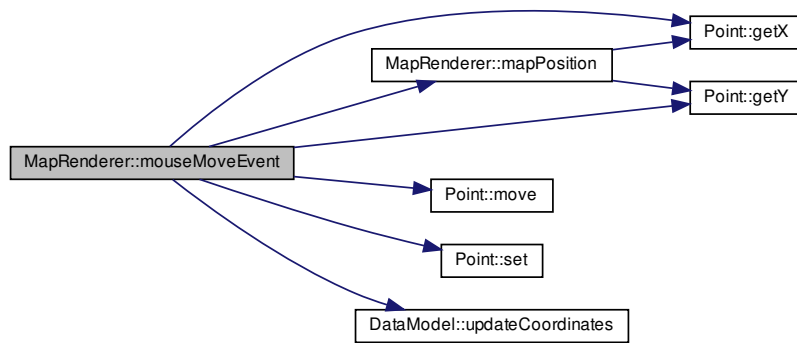 Point::getX
MapRenderer::mapPosition
Point::getY
MapRenderer::mouseMoveEvent
Point::move
Point::set
DataModel::updateCoordinates